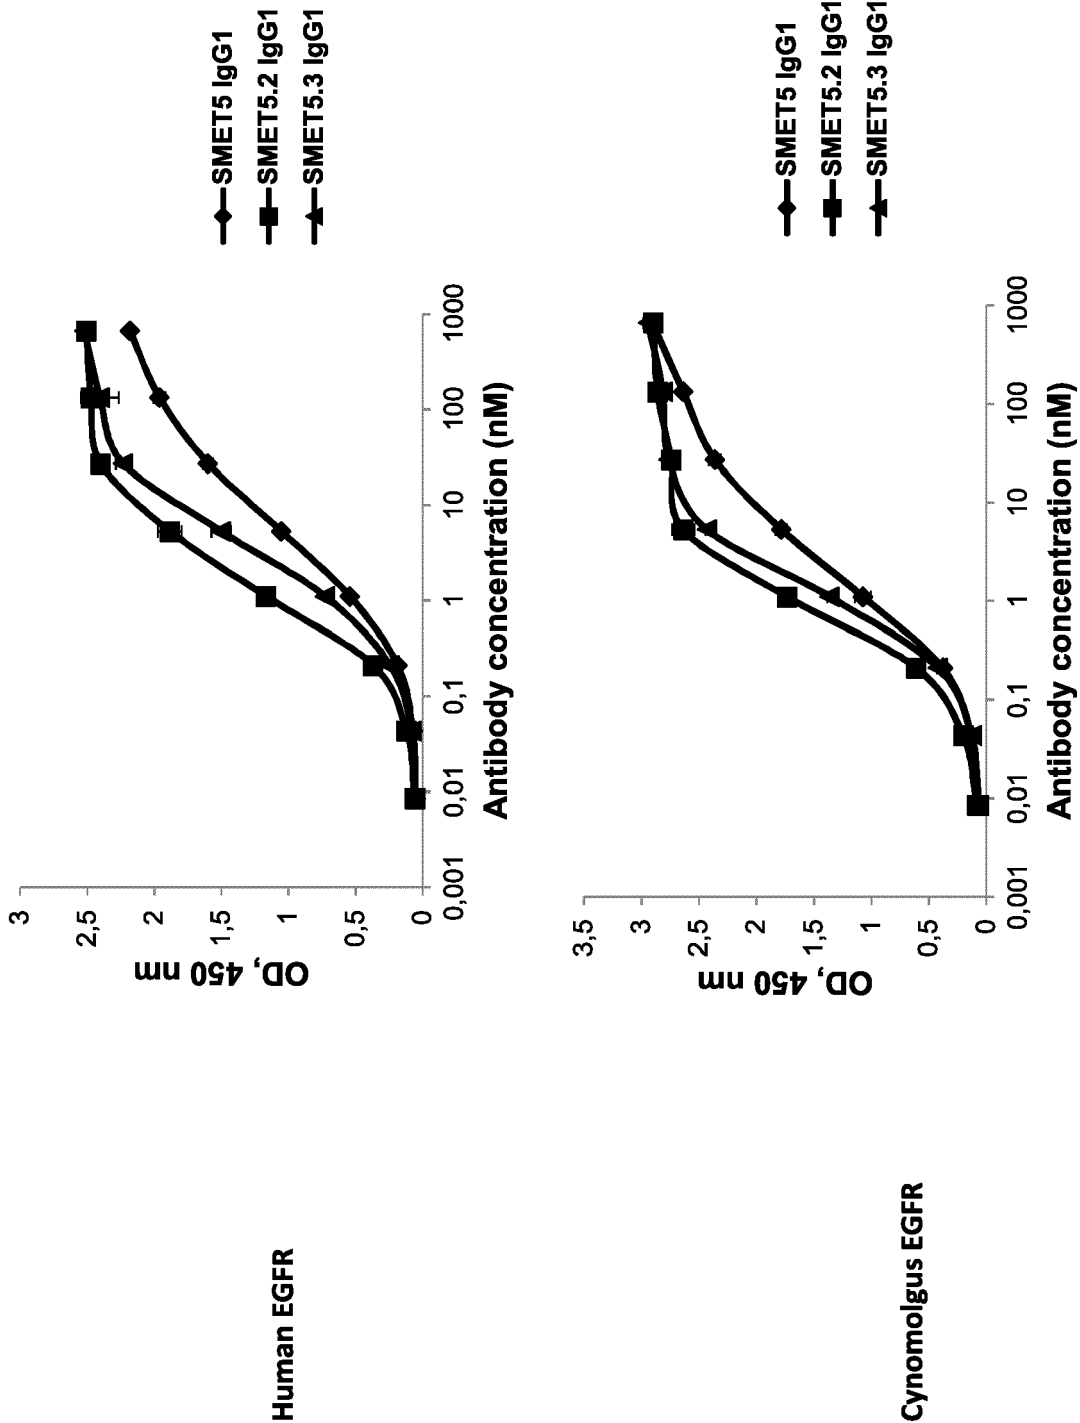 Human EGFR
OD, 450 nm
3
2,5
2
1,5
1
0,5
0
0,001
0,01
0,1
1
10
100
1000
Antibody concentration (nM)
SMET5 IgG1
SMET5.2 IgG1
SMET5.3 IgG1
Cynomolgus EGFR
OD, 450 nm
3,5
3
2,5
2
1,5
1
0,5
0
0,001
0,01
0,1
1
10
100
1000
Antibody concentration (nM)
SMET5 IgG1
SMET5.2 IgG1
SMET5.3 IgG1